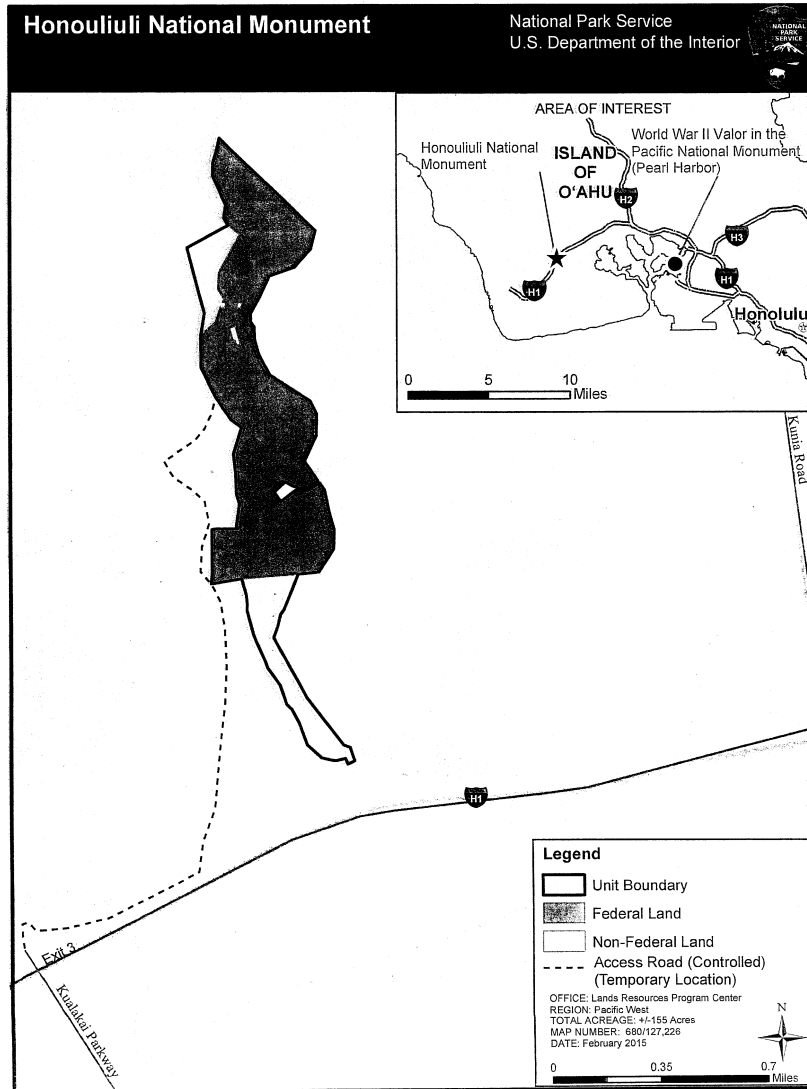 Honouliuli National Monument
National Park Service
U.S. Department of the Interior
NATIONAL
PARK
SERVICE
AREA OF INTEREST
Honouliuli National
Monument
ISLAND
OF
OʻAHU
World War II Valor in the
Pacific National Monument
(Pearl Harbor)
H2
H3
H1
H1
Honolulu
0 5 10
Miles
Kunia Road
H1
Exit 3
Kualakai Parkway
Legend
Unit Boundary
Federal Land
Non-Federal Land
Access Road (Controlled)
(Temporary Location)
OFFICE: Lands Resources Program Center
REGION: Pacific West
TOTAL ACREAGE: +/-155 Acres
MAP NUMBER: 680/127,226
DATE: February 2015
N
0 0.35 0.7
Miles